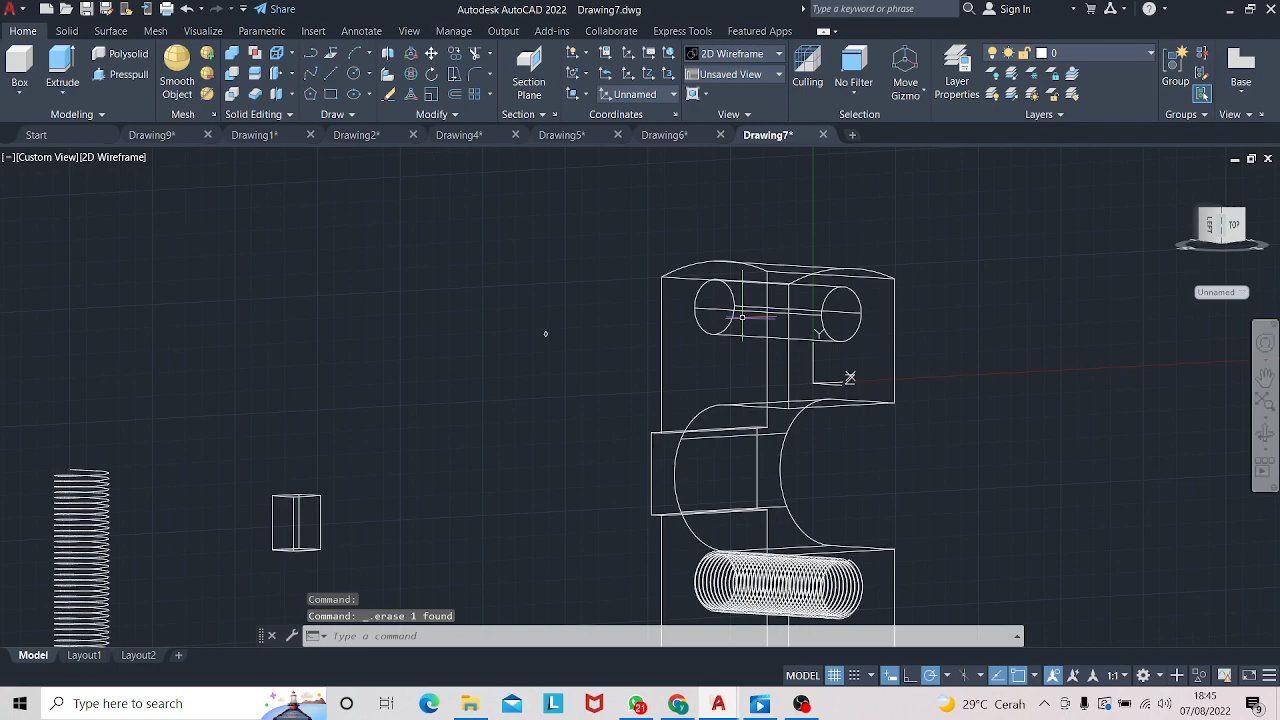 Share
Autodesk AutoCAD 2022 Drawing7.dwg
Type a keyword or phrase
Sign In
Home Solid Surface Mesh Visualize Parametric Insert Annotate View Manage Output Add-ins Collaborate Express Tools Featured Apps
Box
Extrude
Polysolid
Presspull
Smooth Object
Section Plane
2D Wireframe
Unsaved View
Unnamed
Culling
No Filter
Move Gizmo
Layer Properties
0
Group
Base
Modeling Mesh Solid Editing Draw Modify Section Coordinates View Selection Layers Groups View
Start Drawing9* Drawing1* Drawing2* Drawing4* Drawing5* Drawing6* Drawing7*
[−][Custom View][2D Wireframe]
LEFT TOP
Unnamed
Y
X
Z
Command:
Command: _.erase 1 found
Type a command
Model Layout1 Layout2
MODEL
1:1
Type here to search
21
29°C Cerah
18:45
07/08/2022